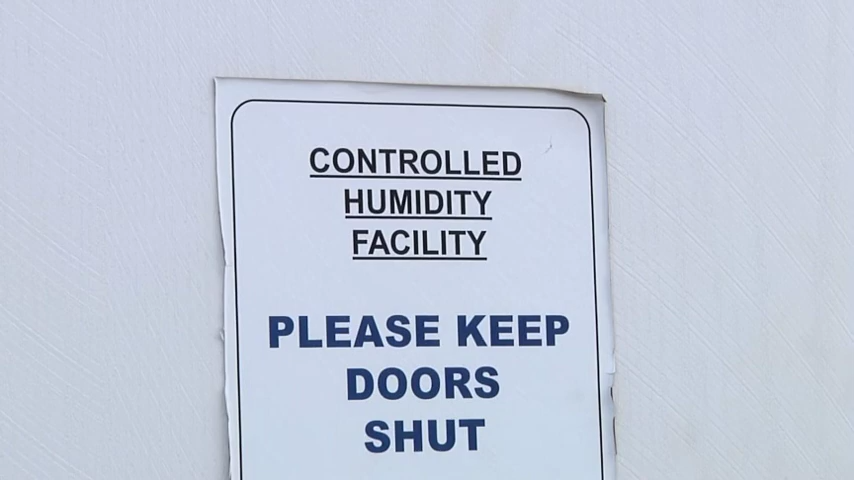 CONTROLLED
HUMIDITY
FACILITY
PLEASE KEEP
DOORS
SHUT